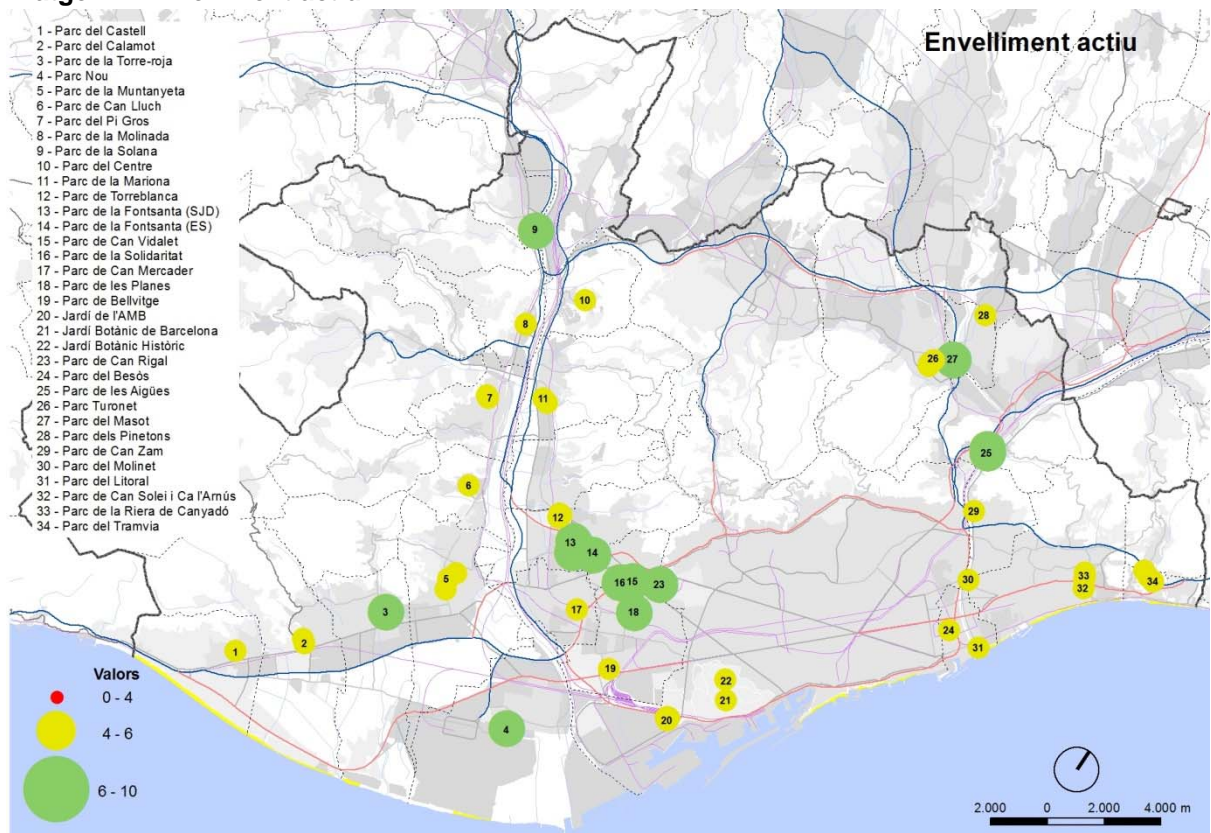 Envelliment actiu
1 - Parc del Castell
2 - Parc del Calamot
3 - Parc de la Torre-roja
4 - Parc Nou
5 - Parc de la Muntanyeta
6 - Parc de Can Lluch
7 - Parc del Pi Gros
8 - Parc de la Molinada
9 - Parc de la Solana
10 - Parc del Centre
11 - Parc de la Mariona
12 - Parc de Torreblanca
13 - Parc de la Fontsanta (SJD)
14 - Parc de la Fontsanta (ES)
15 - Parc de Can Vidalet
16 - Parc de la Solidaritat
17 - Parc de Can Mercader
18 - Parc de les Planes
19 - Parc de Bellvitge
20 - Jardí de l'AMB
21 - Jardí Botànic de Barcelona
22 - Jardí Botànic Històric
23 - Parc de Can Rigal
24 - Parc del Besòs
25 - Parc de les Aigües
26 - Parc Turonet
27 - Parc del Masot
28 - Parc dels Pinetons
29 - Parc de Can Zam
30 - Parc del Molinet
31 - Parc del Litoral
32 - Parc de Can Solei i Ca l'Arnús
33 - Parc de la Riera de Canyadó
34 - Parc del Tramvia
9
10
28
8
26 27
7
11
25
6
12
29
13
14
5
16 15 23
30
33
34
32
3
17
18
24
2
1
31
19
22
21
20
4
Valors
0 - 4
4 - 6
6 - 10
2.000 0 2.000 4.000 m